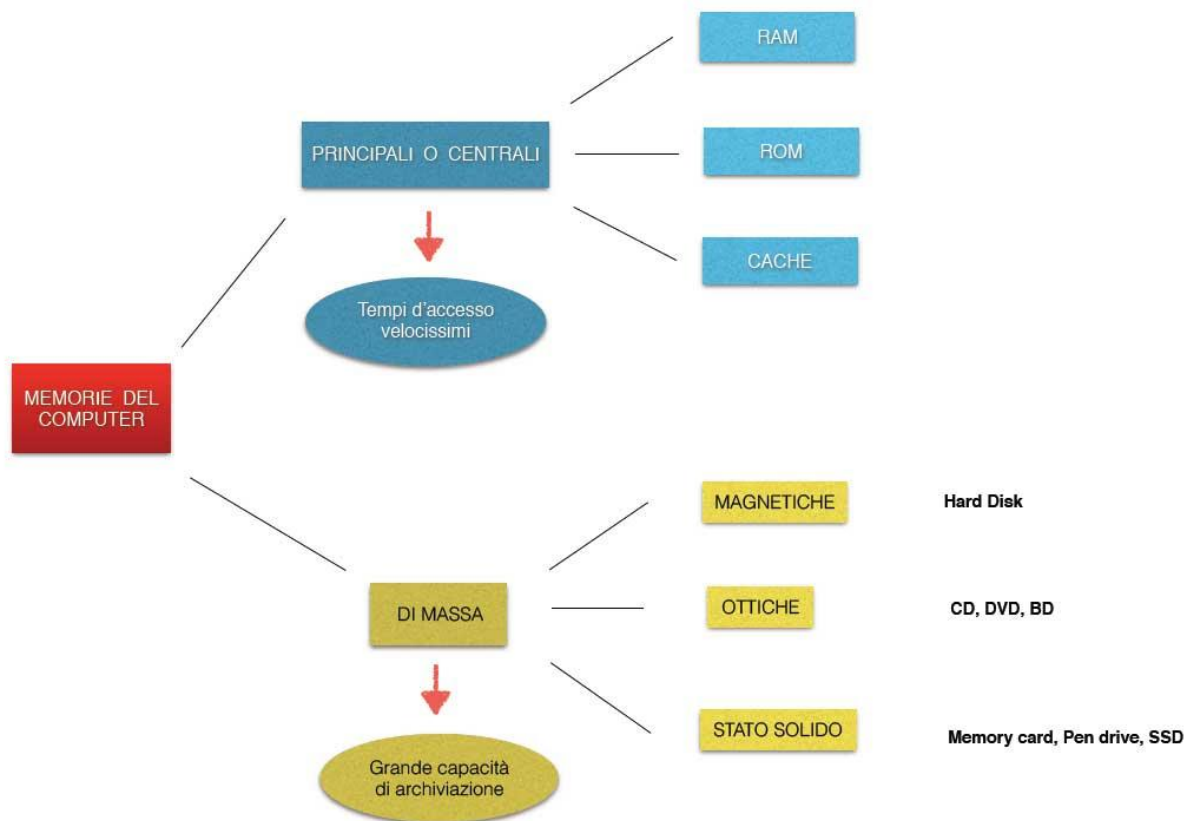 RAM
PRINCIPALI O CENTRALI
ROM
CACHE
Tempi d'accesso
velocissimi
MEMORIE DEL
COMPUTER
MAGNETICHE
Hard Disk
DI MASSA
OTTICHE
CD, DVD, BD
STATO SOLIDO
Memory card, Pen drive, SSD
Grande capacità
di archiviazione